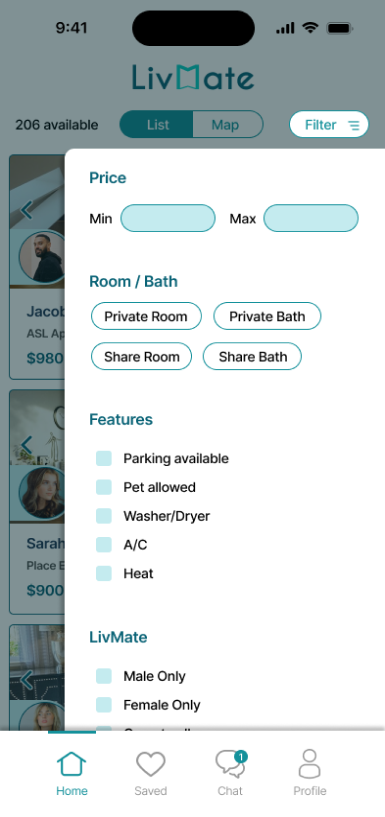 9:41
LivMate
206 available
List
Map
Filter
Price
Min
Max
Room / Bath
Private Room
Private Bath
Share Room
Share Bath
Features
Parking available
Pet allowed
Washer/Dryer
A/C
Heat
LivMate
Male Only
Female Only
Jacob
ASL Ap
$980
Sarah
Place E
$900
1
Home
Saved
Chat
Profile